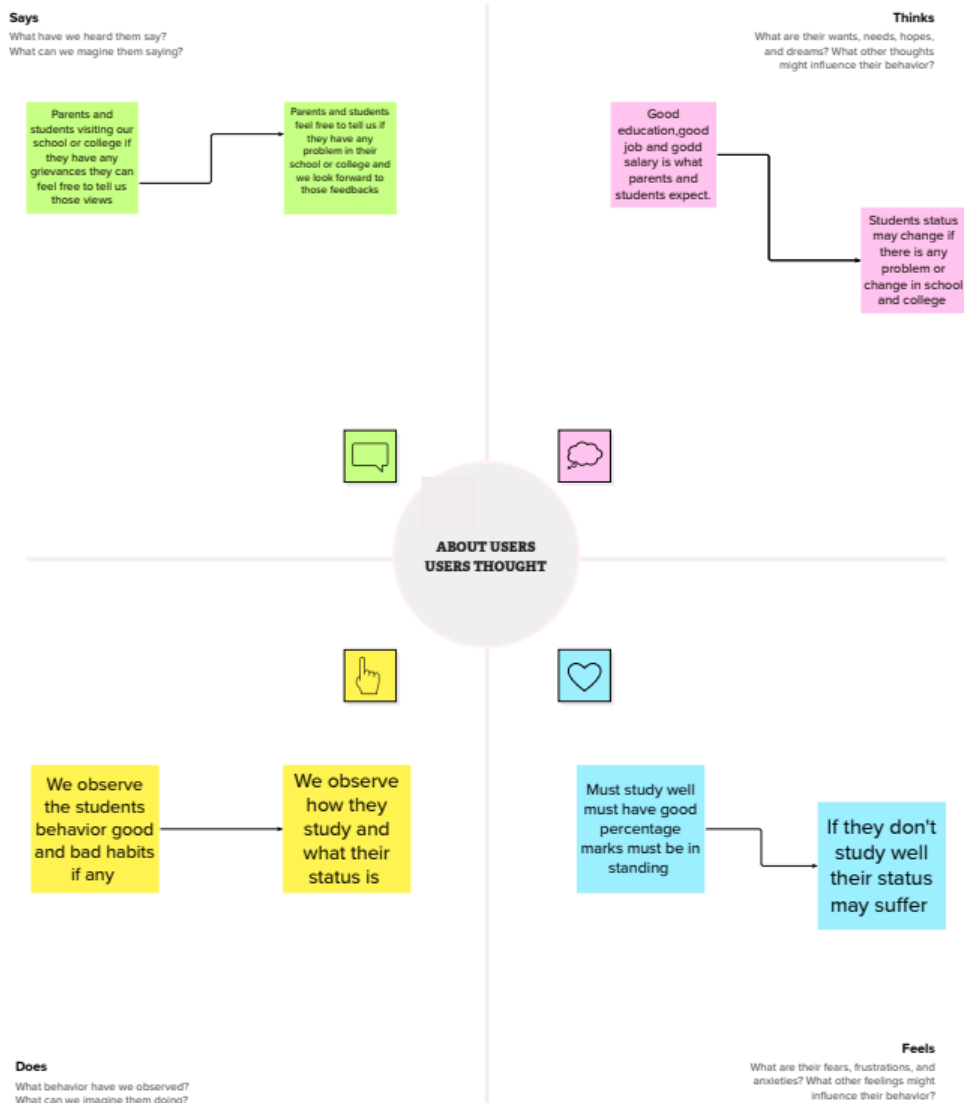 Says
What have we heard them say?
What can we magine them saying?
Thinks
What are their wants, needs, hopes,
and dreams? What other thoughts
might influence their behavior?
Parents and
students visiting our
school or college if
they have any
grievances they can
feel free to tell us
those views
Parents and students
feel free to tell us if
they have any
problem in their
school or college and
we look forward to
those feedbacks
Good
education,good
job and godd
salary is what
parents and
students expect.
Students status
may change if
there is any
problem or
change in school
and college
ABOUT USERS
USERS THOUGHT
We observe
the students
behavior good
and bad habits
if any
We observe
how they
study and
what their
status is
Must study well
must have good
percentage
marks must be in
standing
If they don't
study well
their status
may suffer
Does
What behavior have we observed?
What can we imagine them doing?
Feels
What are their fears, frustrations, and
anxieties? What other feelings might
influence their behavior?